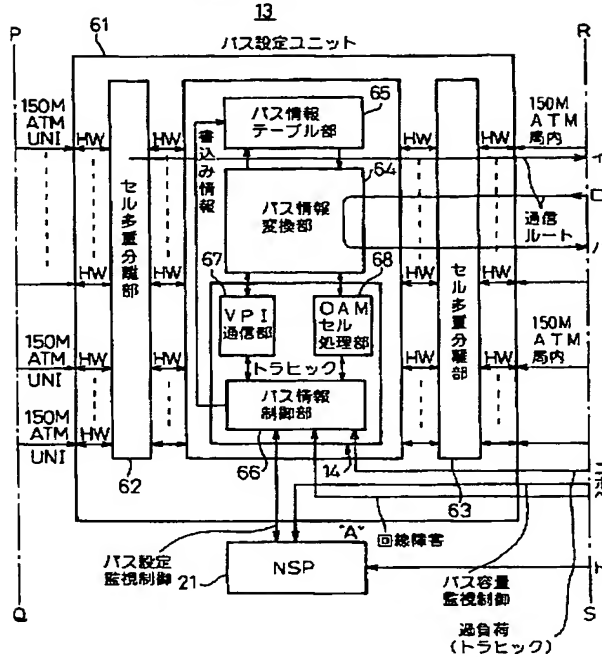 13
P
61
パス設定ユニット
R
150M
ATM
UNI
HW
セル多重分離部
書込み情報
パス情報
テーブル部
65
64
パス情報
変換部
HW
セル多重分離部
HW
150M
ATM
局内
イ
ロ
通信
ルート
ハ
HW
HW
67
VPI
通信部
68
OAM
セル
処理部
HW
HW
150M
ATM
UNI
HW
HW
トラヒック
HW
HW
150M
ATM
局内
150M
ATM
UNI
HW
パス情報
制御部
62
66
14
63
"A"
回線障害
パス設定
監視制御
21
NSP
パス容量
監視制御
ト
Q
S
過負荷
(トラヒック)